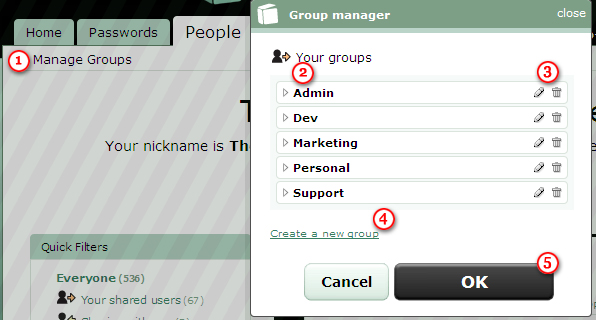 Home Passwords People
1 Manage Groups
Your nickname is Th
Quick Filters
Everyone (536)
Your shared users (67)
Group manager close
Your groups
2 3
Admin
Dev
Marketing
Personal
Support
4
Create a new group
5
Cancel OK